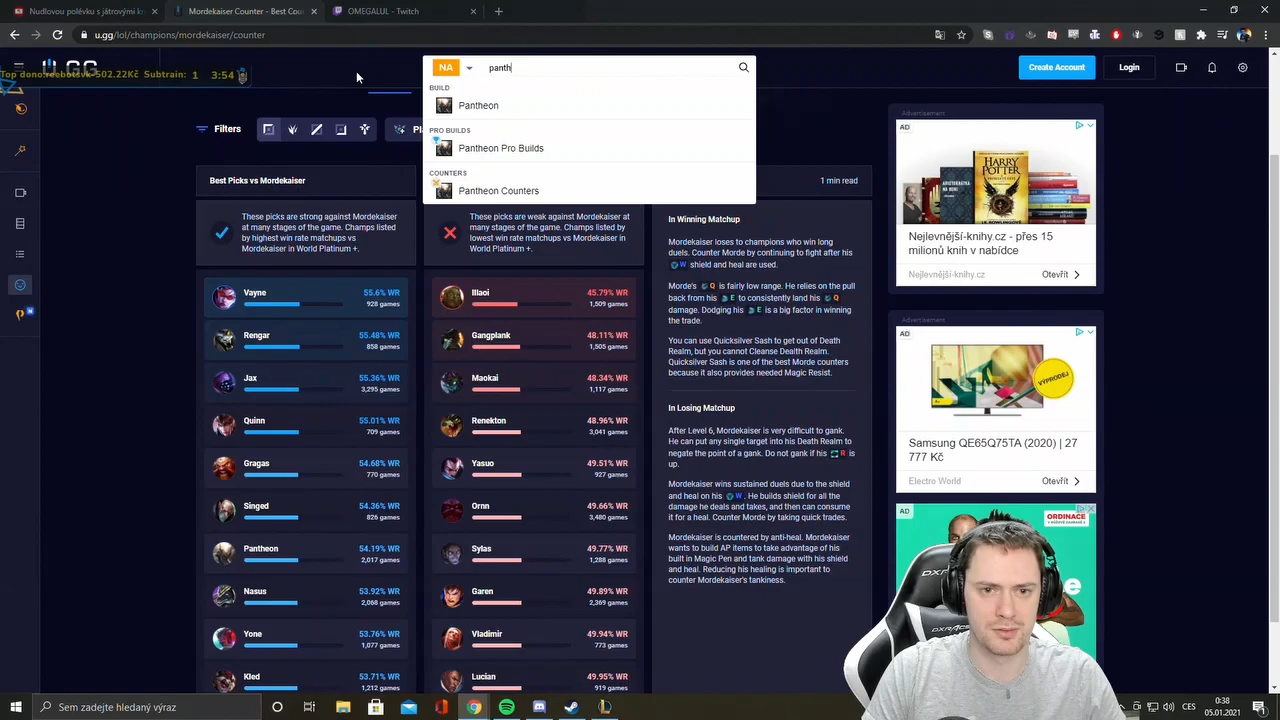 Nudlovou polévkú s játrovými kn
Mordekaiser Counter - Best Cou
OMEGALUL - Twitch
u.gg/lol/champions/mordekaiser/counter
Top dono:reebotsvk 502.22Kč Subtrain: 1 3:54
NA
panth
Create Account
Login
BUILD
Pantheon
PRO BUILDS
Pantheon Pro Builds
COUNTERS
Pantheon Counters
Filters
Best Picks vs Mordeka
1 min read
These picks are strong against Mordekaiser
at many stages of the game. Champs listed
by highest win rate matchups vs
Mordekaiser in World Platinum +.
Vayne
55.6% WR
928 games
Rengar
55.48% WR
858 games
Jax
55.36% WR
3,295 games
Quinn
55.01% WR
709 games
Gragas
54.68% WR
770 games
Singed
54.36% WR
826 games
Pantheon
54.19% WR
2,017 games
Nasus
53.92% WR
2,068 games
Yone
53.76% WR
1,077 games
Kled
53.71% WR
1,212 games
These picks are weak against Mordekaiser at
many stages of the game. Champs listed by
lowest win rate matchups vs Mordekaiser in
World Platinum +.
Illaoi
45.79% WR
1,509 games
Gangplank
48.11% WR
1,505 games
Maokai
48.34% WR
1,117 games
Renekton
48.96% WR
3,041 games
Yasuo
49.51% WR
927 games
Ornn
49.66% WR
3,480 games
Sylas
49.77% WR
1,288 games
Garen
49.89% WR
2,369 games
Vladimir
49.94% WR
773 games
Lucian
49.95% WR
919 games
In Winning Matchup
Mordekaiser loses to champions who win long
duels. Counter by continuing to fight after his
W shield and heal are used.
Morde's Q is fairly low range. He relies on the pull
back from his E to consistently land his Q
damage. Dodging his E is a big factor in winning
the trade.
You can use Quicksilver Sash to get out of Death
Realm, but you cannot Cleanse Death Realm.
Quicksilver Sash is one of the best Morde counters
because it also provides needed Magic Resist.
In Losing Matchup
After Level 6, Mordekaiser is very difficult to gank.
He can put any single target into his Death Realm to
negate the point of a gank. Do not gank if his R is
up.
Mordekaiser wins sustained duels due to the shield
and heal on his W. He builds shield for all the
damage he deals and takes, and then can consume
it for a heal. Counter Morde by taking quick trades.
Mordekaiser is countered by anti-heal. Mordekaiser
wants to build AP items to take advantage of his
built in Magic Pen and tank damage with his shield
and heal. Reducing his healing is important to
counter Mordekaiser's tankiness.
Advertisement
AD
HARRY
POTTER
Nejlevnější-knihy.cz - přes 15
milionů knih v nabídce
Nejlevnější-knihy.cz
Otevřít
Advertisement
AD
VÝPRODEJ
Samsung QE65Q75TA (2020) | 27
777 Kč
Electro World
Otevřít
AD
ORDINACE
DXRACER
Sem zadejte hledaný výraz
CES
0:38
05.01.2021